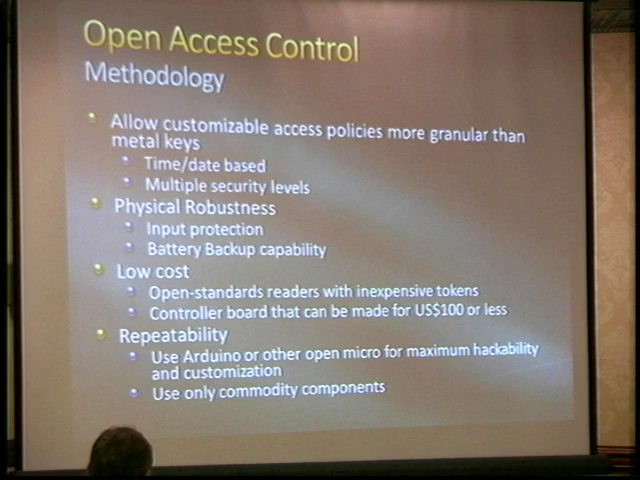 Open Access Control
Methodology
Allow customizable access policies more granular than
metal keys
Time/date based
Multiple security levels
Physical Robustness
Input protection
Battery Backup capability
Low cost
Open-standards readers with inexpensive tokens
Controller board that can be made for US$100 or less
Repeatability
Use Arduino or other open micro for maximum hackability
and customization
Use only commodity components